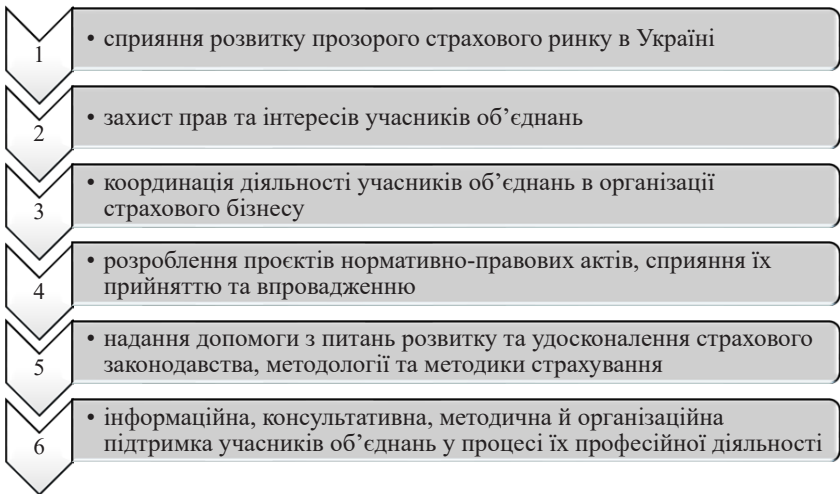 1
• сприяння розвитку прозорого страхового ринку в Україні
2
• захист прав та інтересів учасників об’єднань
3
• координація діяльності учасників об’єднань в організації
страхового бізнесу
4
• розроблення проєктів нормативно-правових актів, сприяння їх
прийняттю та впровадженню
5
• надання допомоги з питань розвитку та удосконалення страхового
законодавства, методології та методики страхування
6
• інформаційна, консультативна, методична й організаційна
підтримка учасників об’єднань у процесі їх професійної діяльності